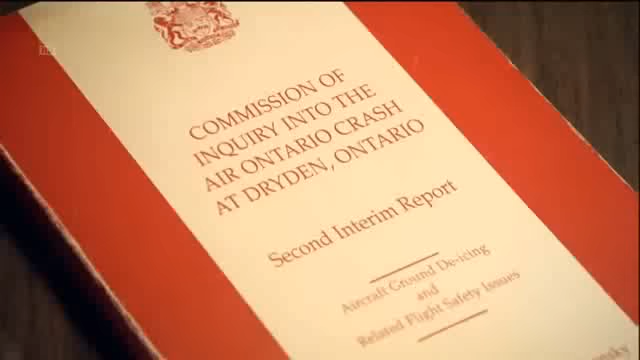 COMMISSION OF
INQUIRY INTO THE
AIR ONTARIO CRASH
AT DRYDEN, ONTARIO
Second Interim Report
Aircraft Ground De-icing
and
Related Flight Safety Issues